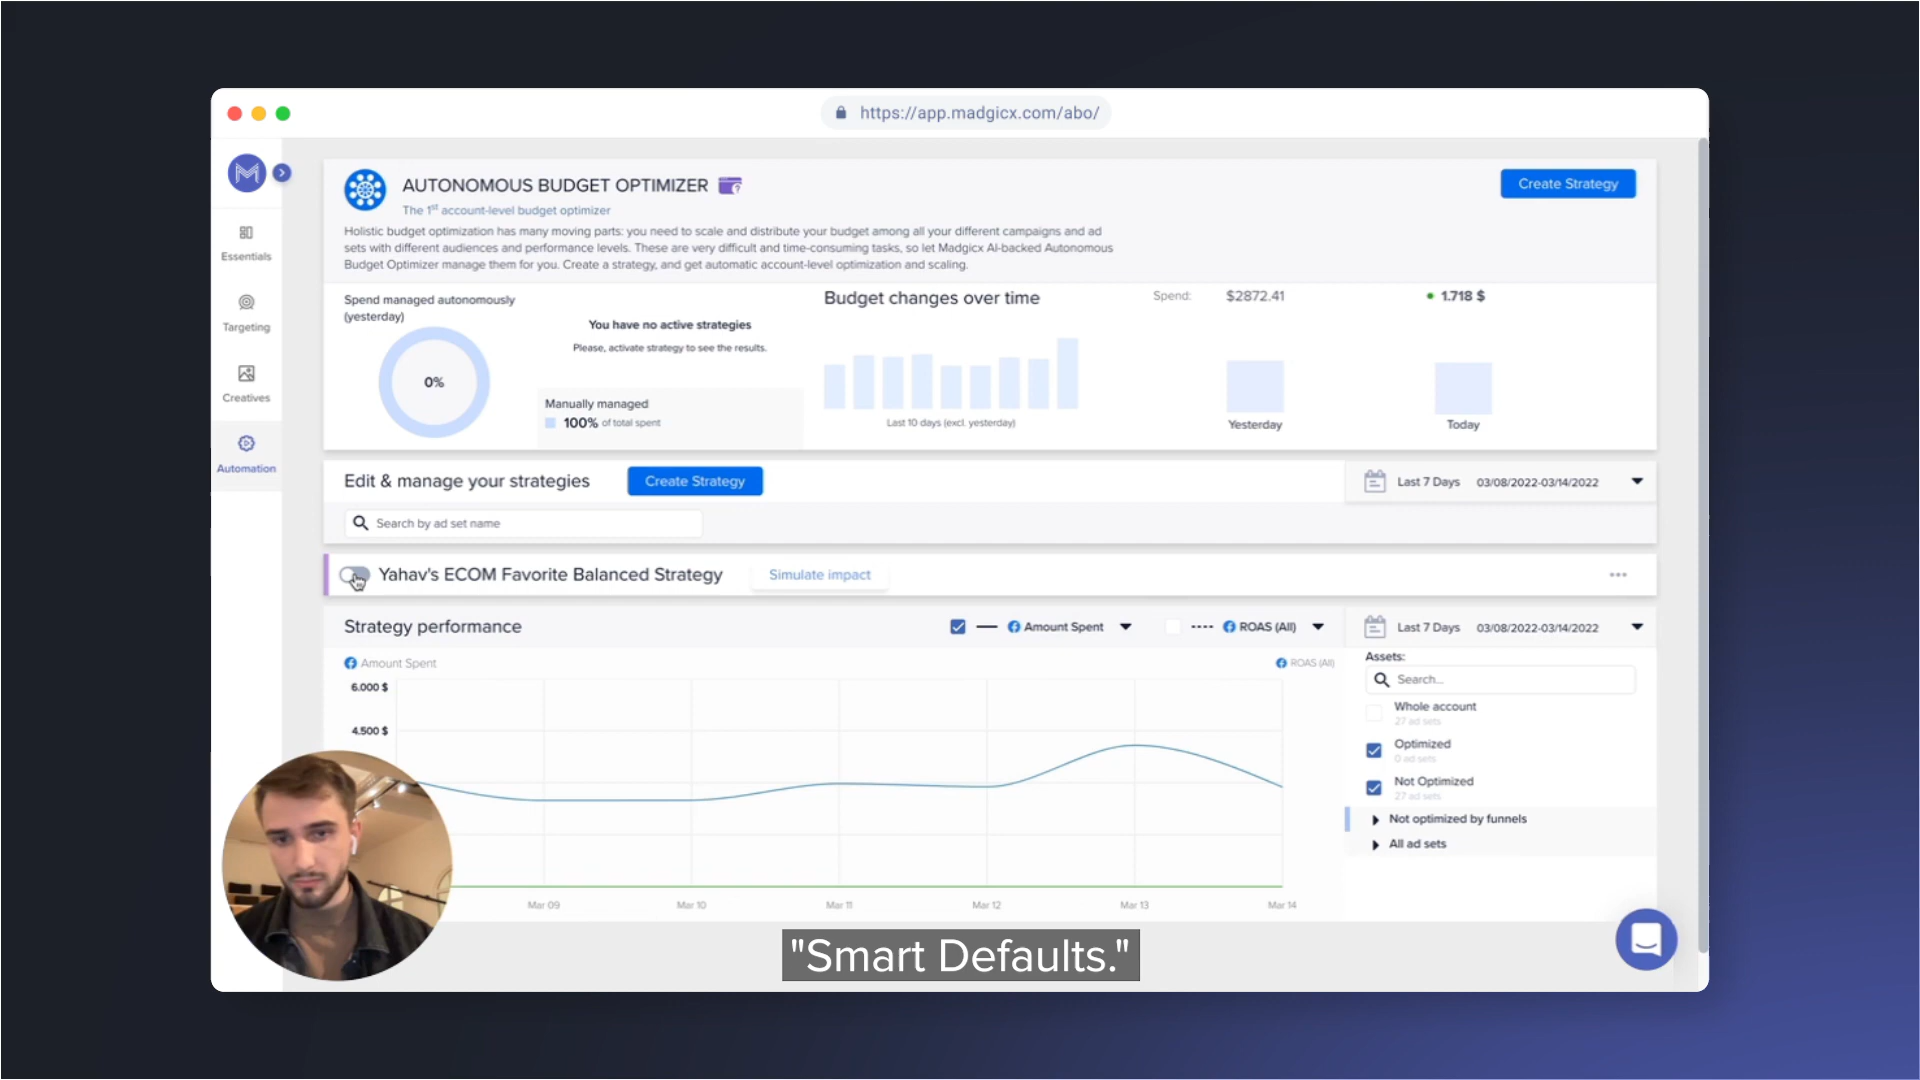 https://app.madgicx.com/abo/
AUTONOMOUS BUDGET OPTIMIZER
Create Strategy
The 1st account-level budget optimizer
Holistic budget optimization has many moving parts: you need to scale and distribute your budget among all your different campaigns and ad
sets with different audiences and performance levels. These are very difficult and time-consuming tasks, so let Madgicx AI-backed Autonomous
Budget Optimizer manage them for you. Create a strategy, and get automatic account-level optimization and scaling.
Essentials
Targeting
Creatives
Automation
Spend managed autonomously
(yesterday)
0%
You have no active strategies
Please, activate strategy to see the results.
Manually managed
100% of total spent
Budget changes over time
Last 10 days (excl. yesterday)
Spend:
$2872.41
1.718 $
Yesterday
Today
Edit & manage your strategies
Create Strategy
Last 7 Days 03/08/2022-03/14/2022
Search by ad set name
Yahav's ECOM Favorite Balanced Strategy
Simulate impact
Strategy performance
Amount Spent
ROAS (All)
Last 7 Days 03/08/2022-03/14/2022
Amount Spent
ROAS (All)
6.000 $
4.500 $
Mar 09
Mar 10
Mar 11
Mar 12
Mar 13
Mar 14
Assets:
Search...
Whole account
27 ad sets
Optimized
0 ad sets
Not Optimized
27 ad sets
Not optimized by funnels
All ad sets
"Smart Defaults."